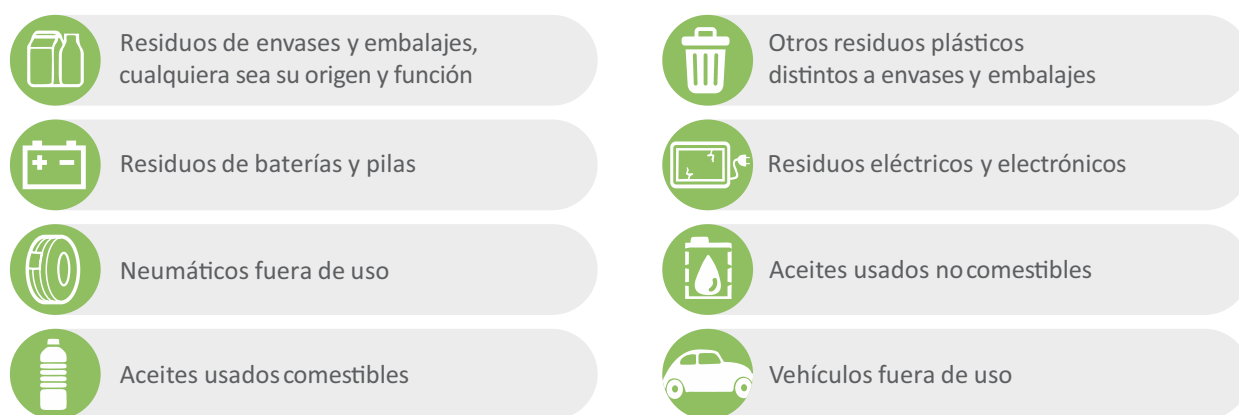 Residuos de envases y embalajes,
cualquiera sea su origen y función
Otros residuos plásticos
distintos a envases y embalajes
Residuos de baterías y pilas
Residuos eléctricos y electrónicos
Neumáticos fuera de uso
Aceites usados no comestibles
Aceites usados comestibles
Vehículos fuera de uso